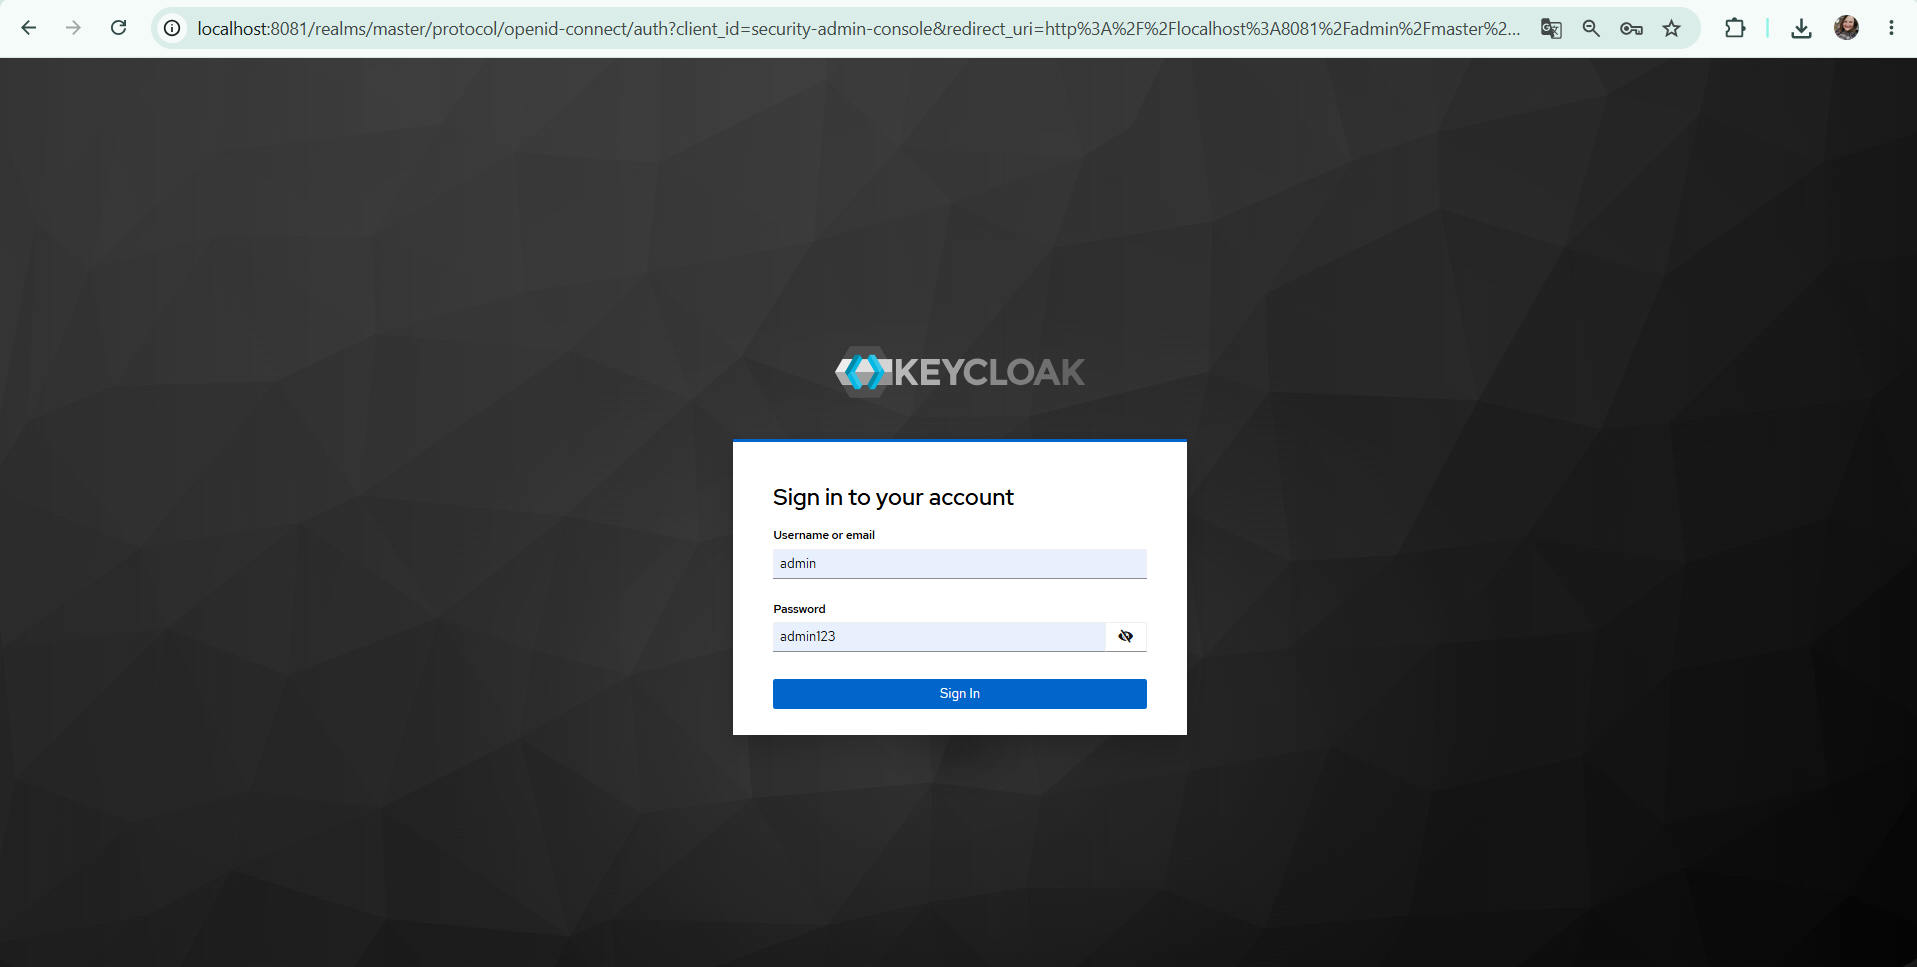 localhost:8081/realms/master/protocol/openid-connect/auth?client_id=security-admin-console&redirect_uri=http%3A%2F%2Flocalhost%3A8081%2Fadmin%2Fmaster%2...
KEYCLOAK
Sign in to your account
Username or email
admin
Password
admin123
Sign In